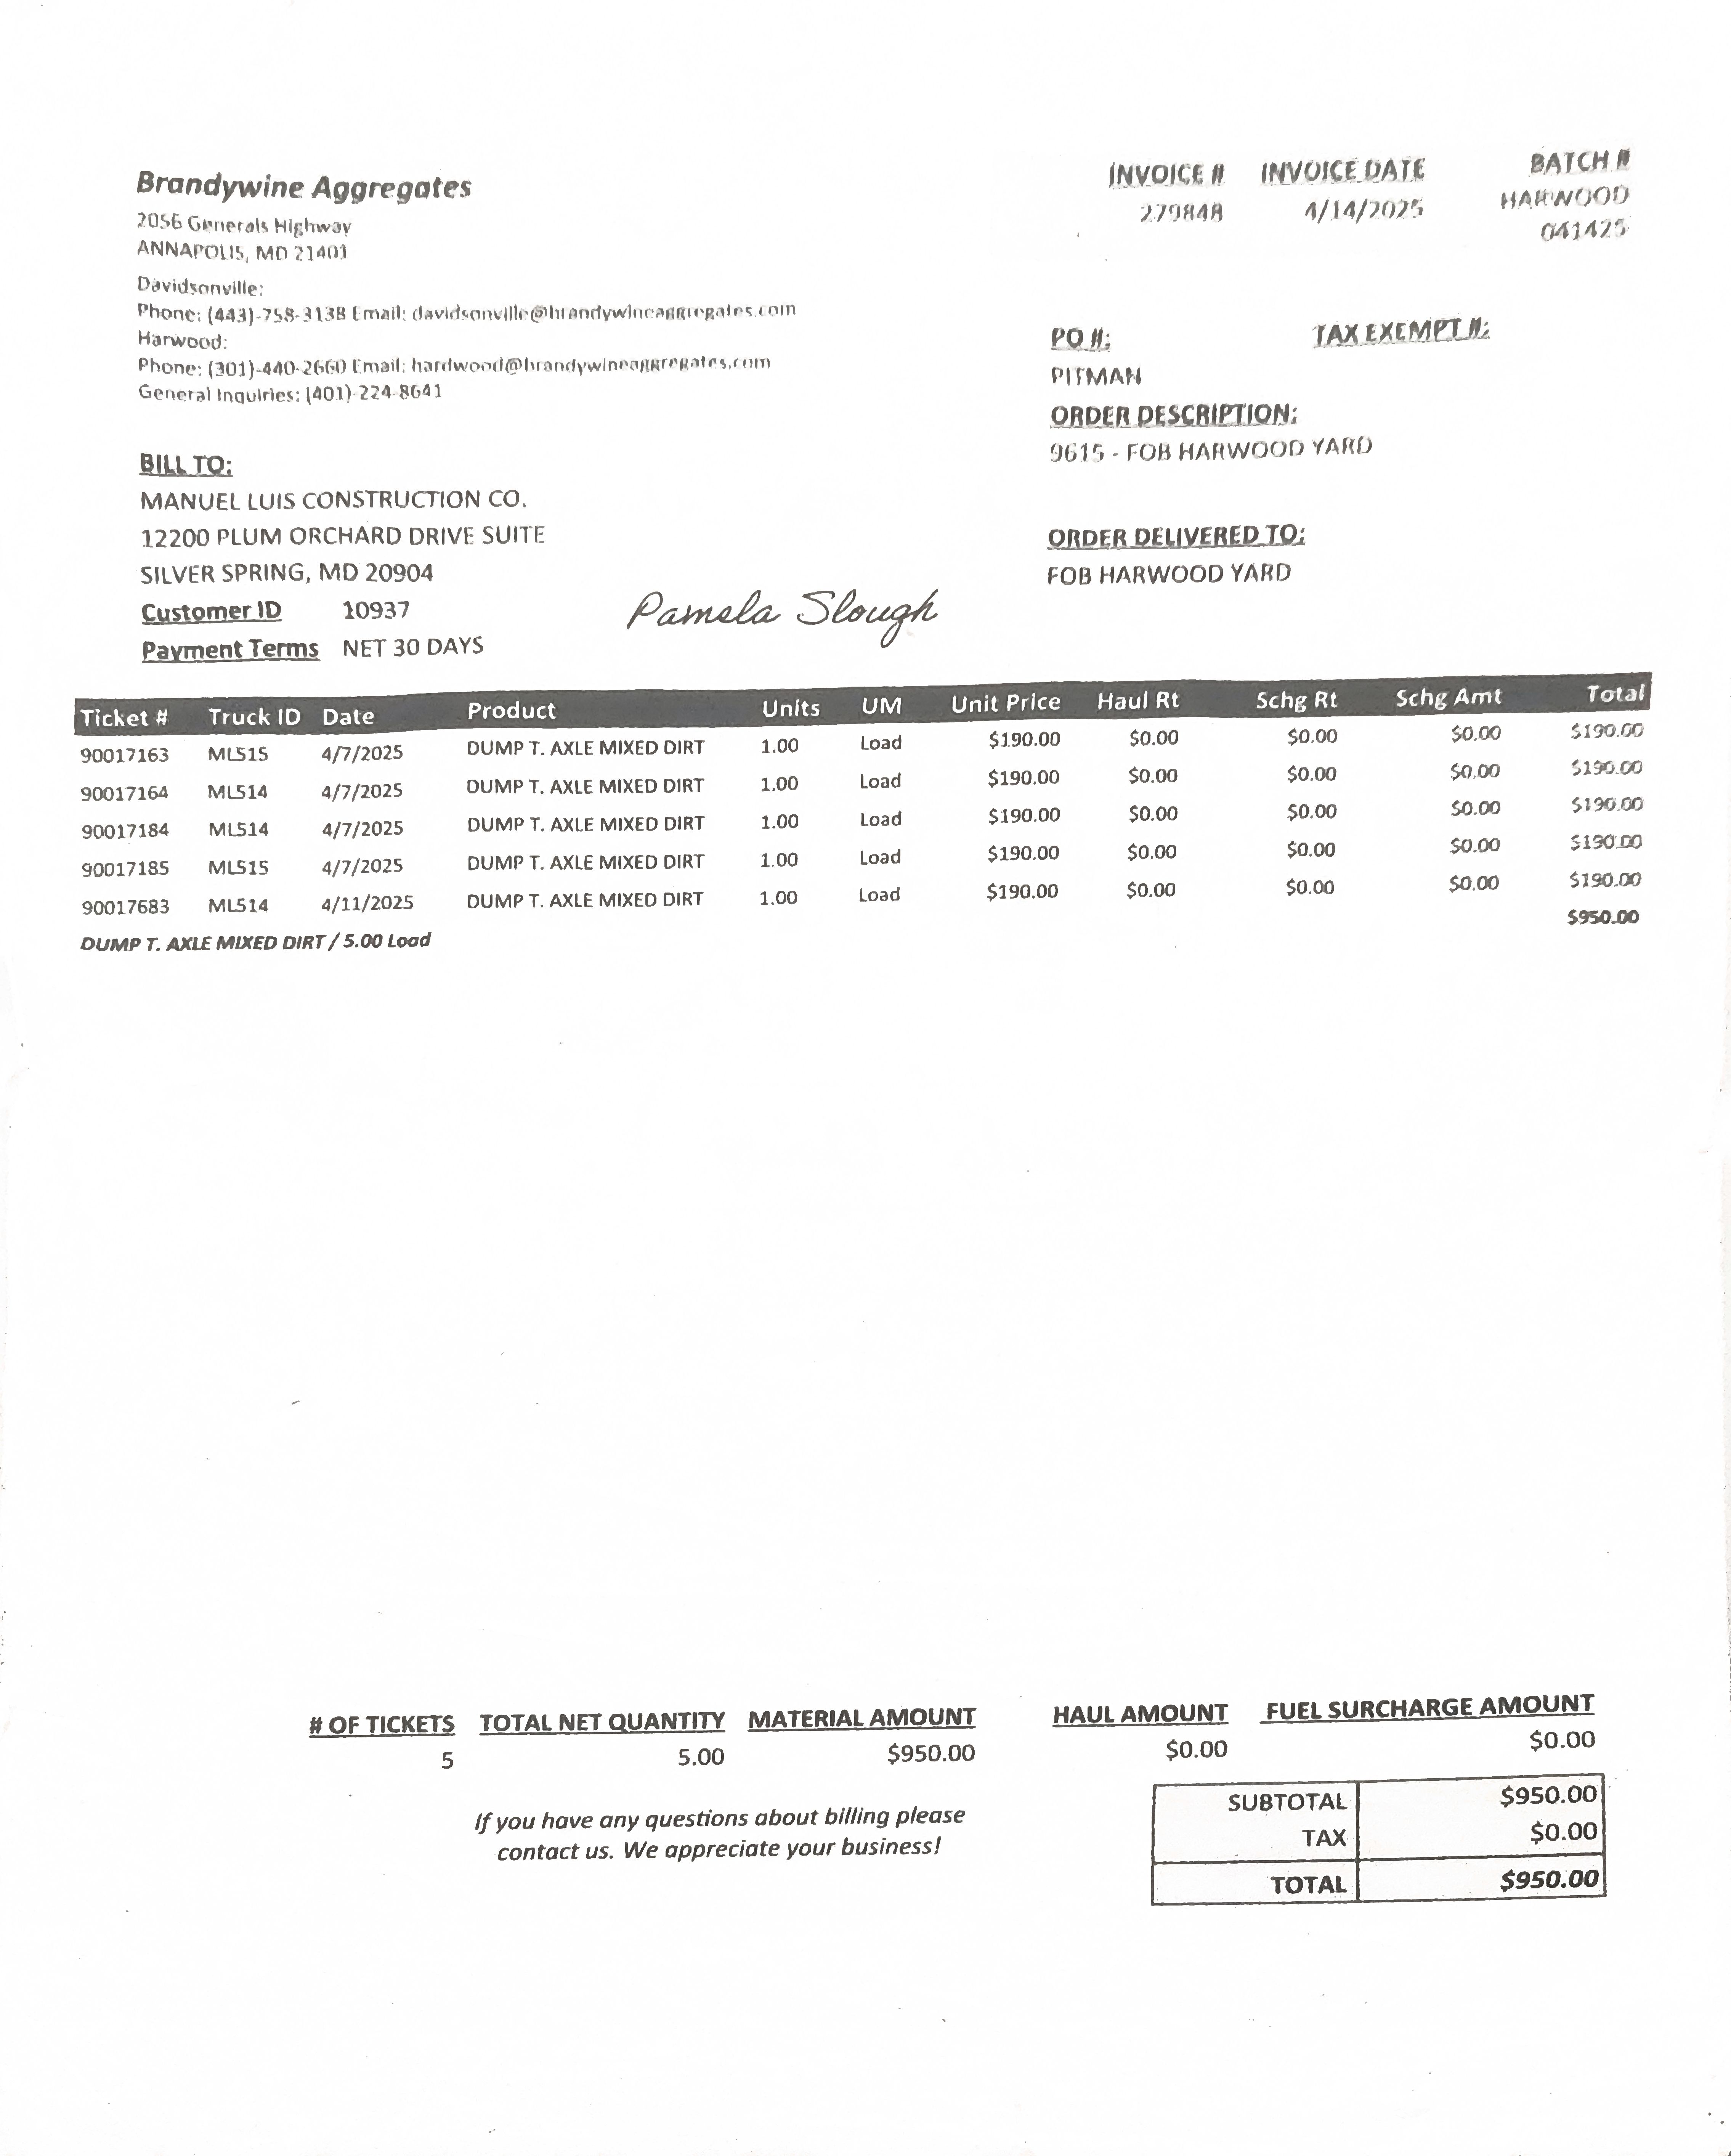 Brandywine Aggregates
2056 Generals Highway
ANNAPOLIS, MD 21401
Davidsonville:
Phone: (443)-758-3138 Email: davidsonville@brandywineaggregates.com
Harwood:
Phone: (301)-440-2660 Email: hardwood@brandywineaggregates.com
General Inquiries: (401)-224-8641
INVOICE # INVOICE DATE BATCH #
279848 4/14/2025 HARWOOD
041425
PO #: TAX EXEMPT #:
PITMAN
ORDER DESCRIPTION:
9615 - FOB HARWOOD YARD
BILL TO:
MANUEL LUIS CONSTRUCTION CO.
12200 PLUM ORCHARD DRIVE SUITE
SILVER SPRING, MD 20904
ORDER DELIVERED TO:
FOB HARWOOD YARD
Customer ID 10937
Payment Terms NET 30 DAYS
Pamela Slough
Ticket # Truck ID Date Product Units UM Unit Price Haul Rt Schg Rt Schg Amt Total
90017163 ML515 4/7/2025 DUMP T. AXLE MIXED DIRT 1.00 Load $190.00 $0.00 $0.00 $0.00 $190.00
90017164 ML514 4/7/2025 DUMP T. AXLE MIXED DIRT 1.00 Load $190.00 $0.00 $0.00 $0.00 $190.00
90017184 ML514 4/7/2025 DUMP T. AXLE MIXED DIRT 1.00 Load $190.00 $0.00 $0.00 $0.00 $190.00
90017185 ML515 4/7/2025 DUMP T. AXLE MIXED DIRT 1.00 Load $190.00 $0.00 $0.00 $0.00 $190.00
90017683 ML514 4/11/2025 DUMP T. AXLE MIXED DIRT 1.00 Load $190.00 $0.00 $0.00 $0.00 $190.00
DUMP T. AXLE MIXED DIRT / 5.00 Load $950.00
# OF TICKETS TOTAL NET QUANTITY MATERIAL AMOUNT HAUL AMOUNT FUEL SURCHARGE AMOUNT
5 5.00 $950.00 $0.00 $0.00
If you have any questions about billing please
contact us. We appreciate your business!
SUBTOTAL $950.00
TAX $0.00
TOTAL $950.00